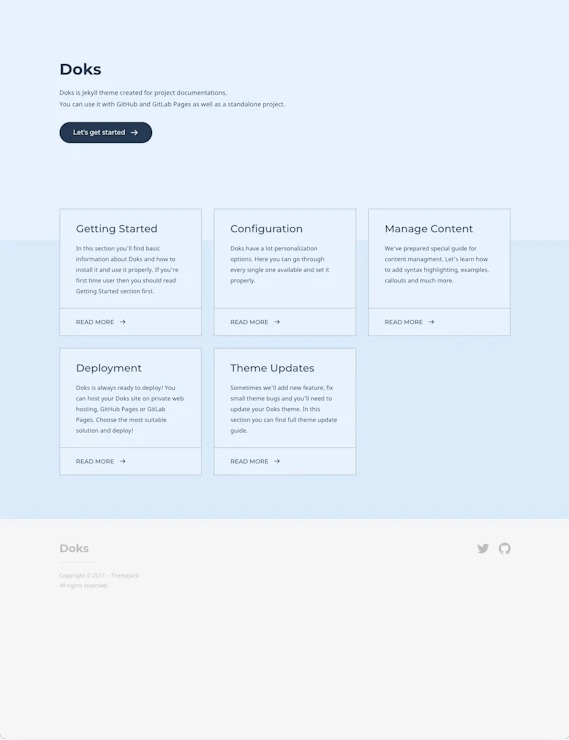 Doks
Doks is Jekyll theme created for project documentations.
You can use it with GitHub and GitLab Pages as well as a standalone project.
Let's get started
Getting Started
In this section you'll find basic
information about Doks and how to
install it and use it properly. If you're
first time user then you should read
Getting Started section first.
READ MORE
Configuration
Doks have a lot personalization
options. Here you can go through
every single one available and set it
properly.
READ MORE
Manage Content
We've prepared special guide for
content managment. Let's learn how
to add syntax highlighting, examples,
callouts and much more.
READ MORE
Deployment
Doks is always ready to deploy! You
can host your Doks site on private web
hosting, GitHub Pages or GitLab
Pages. Choose the most suitable
solution and deploy!
READ MORE
Theme Updates
Sometimes we'll add new feature, fix
small theme bugs and you'll need to
update your Doks theme. In this
section you can find full theme update
guide.
READ MORE
Doks
Copyright © 2017. - Themejack.
All rights reserved.